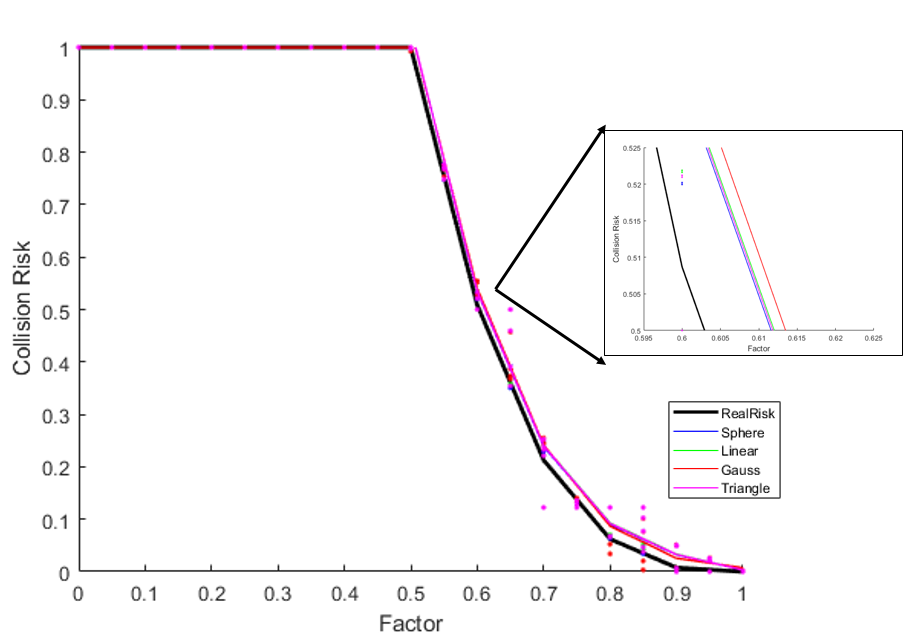 1
0.9
0.8
0.7
0.6
0.5
0.4
0.3
0.2
0.1
0
Collision Risk
0 0.1 0.2 0.3 0.4 0.5 0.6 0.7 0.8 0.9 1
Factor
0.525
0.52
0.515
0.51
0.505
0.5
Collision Risk
0.595 0.6 0.605 0.61 0.615 0.62 0.625
Factor
RealRisk
Sphere
Linear
Gauss
Triangle